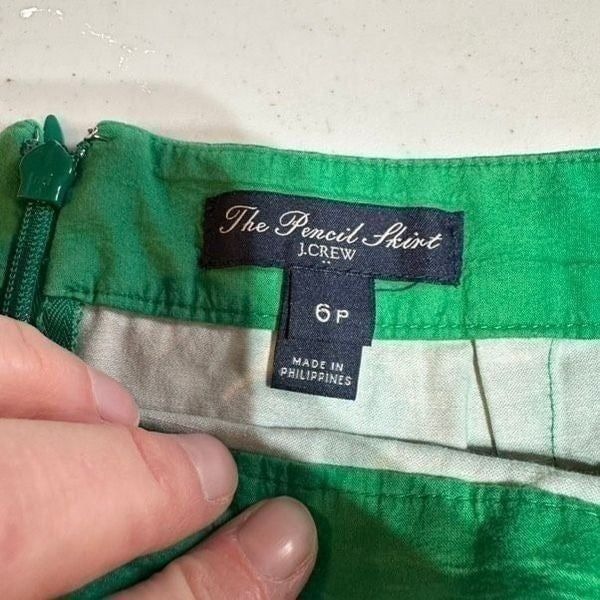 The Pencil Skirt
J.CREW
6P
MADE IN
PHILIPPINES